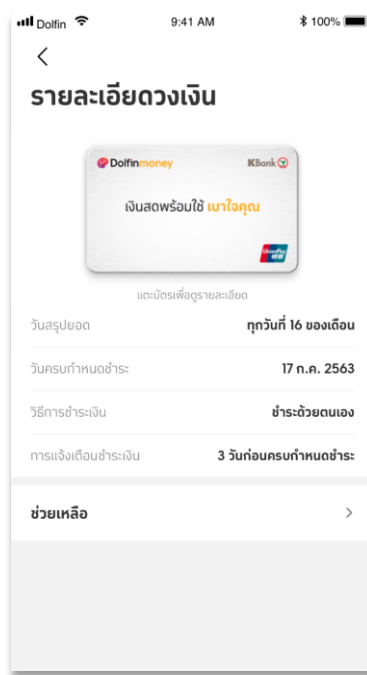 Dolfin 9:41 AM 100%
รายละเอียดวงเงิน
Dolfinmoney KBank
เงินสดพร้อมใช้ เบาใจคุณ
UnionPay
银联
แตะบัตรเพื่อดูรายละเอียด
วันสรุปยอด ทุกวันที่ 16 ของเดือน
วันครบกำหนดชำระ 17 ก.ค. 2563
วิธีการชำระเงิน ชำระด้วยตนเอง
การแจ้งเตือนชำระเงิน 3 วันก่อนครบกำหนดชำระ
ช่วยเหลือ